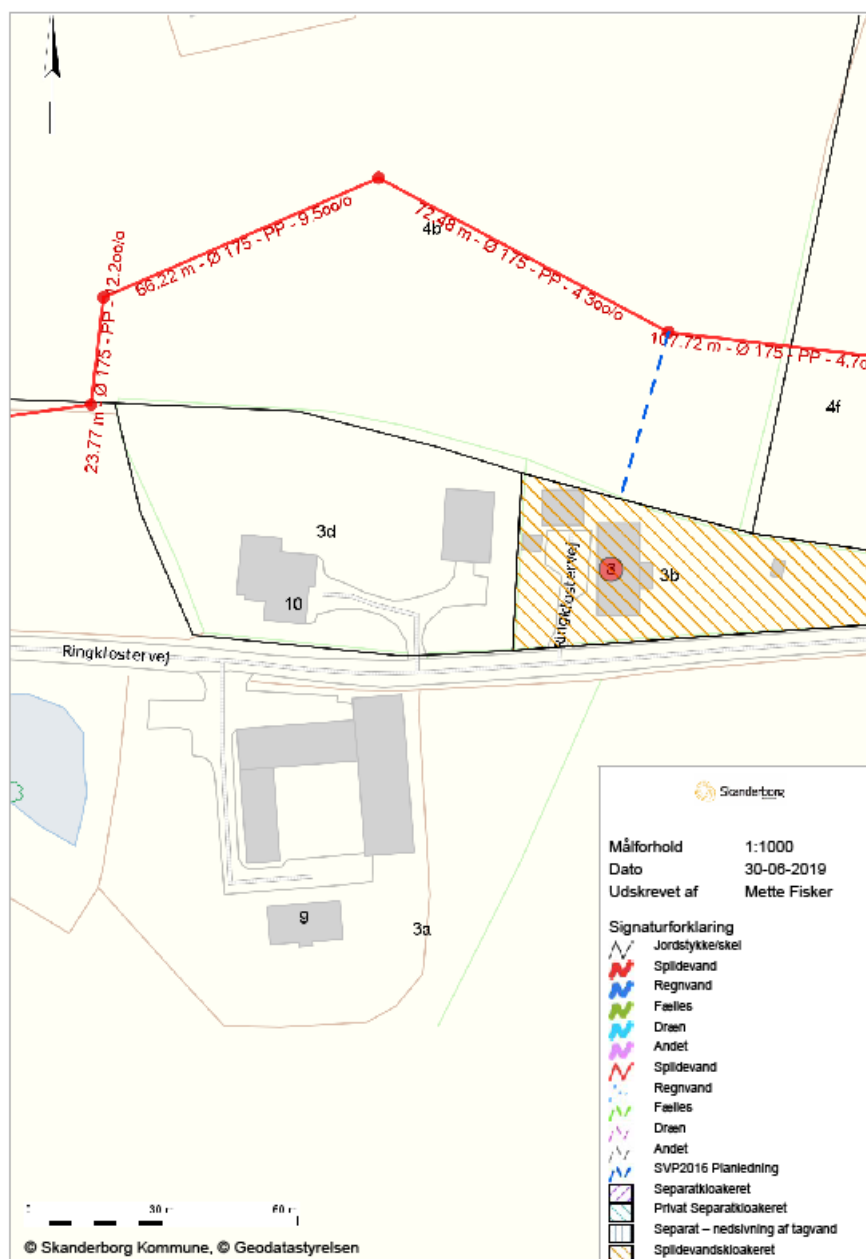 66.22 m - Ø 175 - PP - 9.5oo/o
4b
72.48 m - Ø 175 - PP - 4.3oo/o
23.77 m - Ø 175 - PP - 12.2oo/o
107.72 m - Ø 175 - PP - 4.7o
4f
3d
10
3
3b
Ringklostervej
Ringklostervej
9
3a
Skanderborg
Målforhold 1:1000
Dato 30-06-2019
Udskrevet af Mette Fisker
Signaturforklaring
Jordstykke/skel
Spildevand
Regnvand
Fælles
Dræn
Andet
Spildevand
Regnvand
Fælles
Dræn
Andet
SVP2016 Planledning
Separatkloakeret
Privat Separatkloakeret
Separat – nedsivning af tagvand
Spildevandskloakeret
0 30 m 60 m
© Skanderborg Kommune, © Geodatastyrelsen